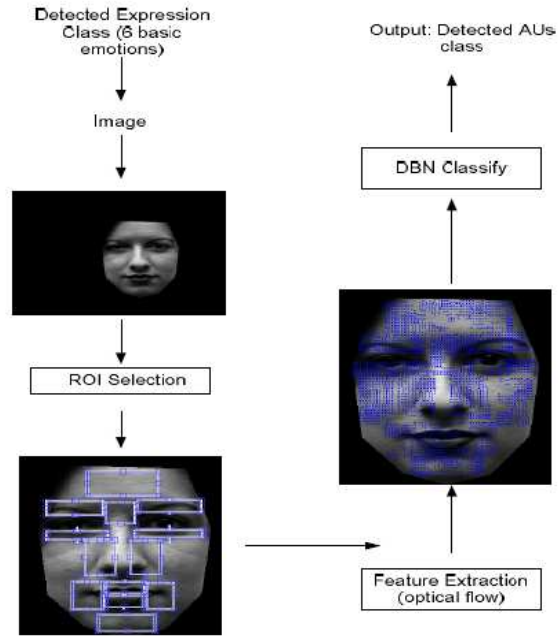 Detected Expression
Class (6 basic
emotions)
Image
ROI Selection
Feature Extraction
(optical flow)
DBN Classify
Output: Detected AUs
class